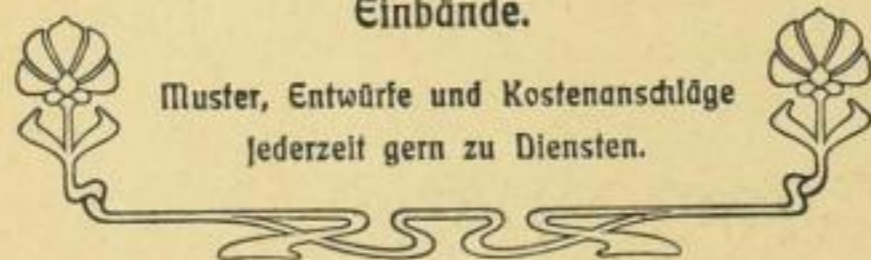 Einbände.
Muster, Entwürfe und Kostenanschläge
jederzeit gern zu Diensten.